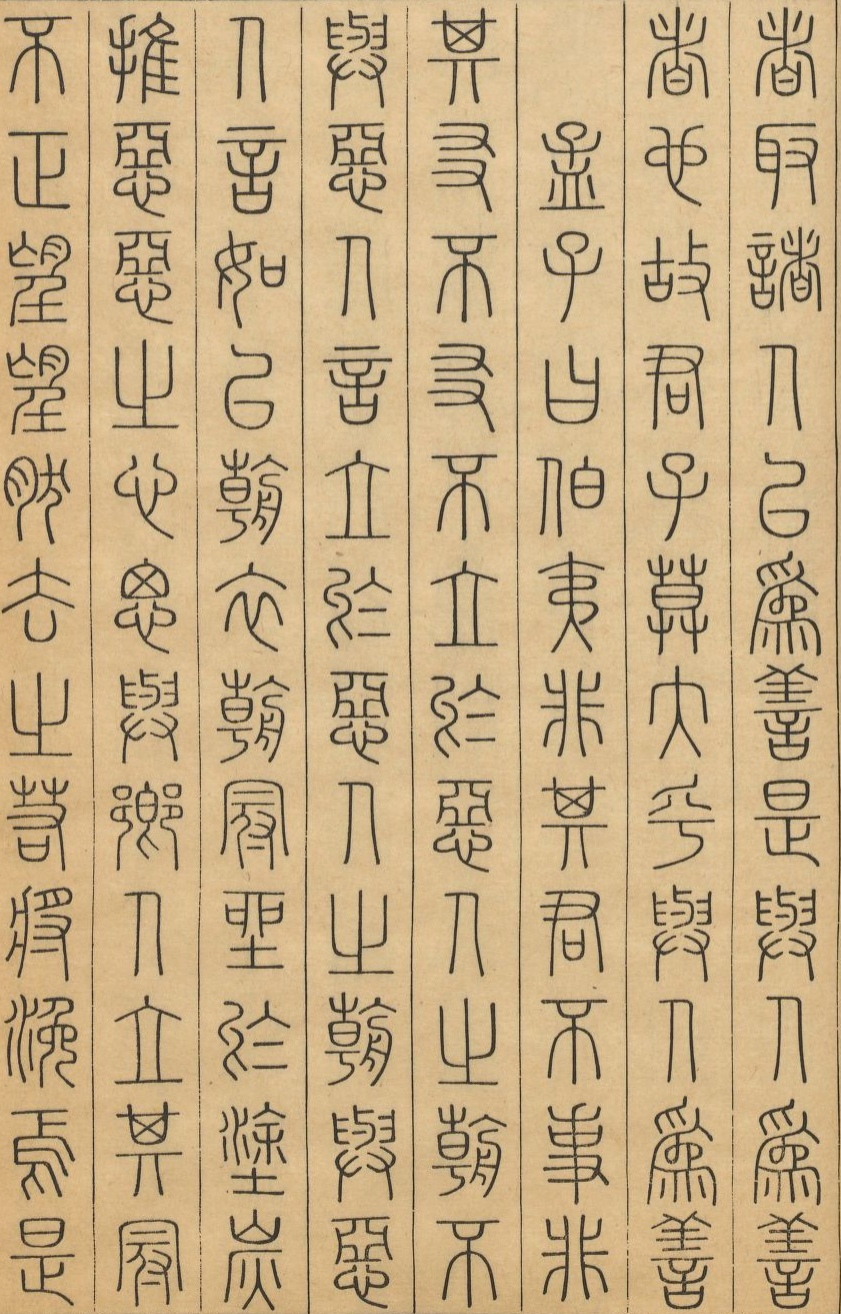 者取諸人以爲善是與人爲善
者也故君子莫大乎與人爲善
孟子曰伯夷非其君不事非
其友不友不立於惡人之朝不
與惡人言立於惡人之朝與惡
人言如以朝衣朝冠坐於塗炭
推惡惡之心思與鄉人立其冠
不正望望然去之若將浼焉是